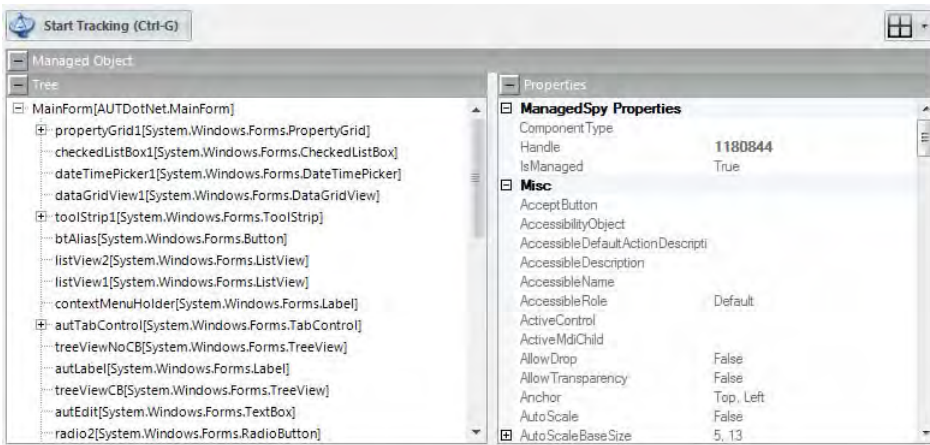 Start Tracking (Ctrl-G)
Managed Object
Tree
MainForm[AUTDotNet.MainForm]
propertyGrid1[System.Windows.Forms.PropertyGrid]
checkedListBox1[System.Windows.Forms.CheckedListBox]
dateTimePicker1[System.Windows.Forms.DateTimePicker]
dataGridView1[System.Windows.Forms.DataGridView]
toolStrip1[System.Windows.Forms.ToolStrip]
btAlias[System.Windows.Forms.Button]
listView2[System.Windows.Forms.ListView]
listView1[System.Windows.Forms.ListView]
contextMenuHolder[System.Windows.Forms.Label]
autTabControl[System.Windows.Forms.TabControl]
treeViewNoCB[System.Windows.Forms.TreeView]
autLabel[System.Windows.Forms.Label]
treeViewCB[System.Windows.Forms.TreeView]
autEdit[System.Windows.Forms.TextBox]
radio2[System.Windows.Forms.RadioButton]
Properties
ManagedSpy Properties
ComponentType
Handle 1180844
IsManaged True
Misc
AcceptButton
AccessibilityObject
AccessibleDefaultActionDescripti
AccessibleDescription
AccessibleName
AccessibleRole Default
ActiveControl
ActiveMdiChild
AllowDrop False
AllowTransparency False
Anchor Top, Left
AutoScale False
AutoScaleBaseSize 5, 13